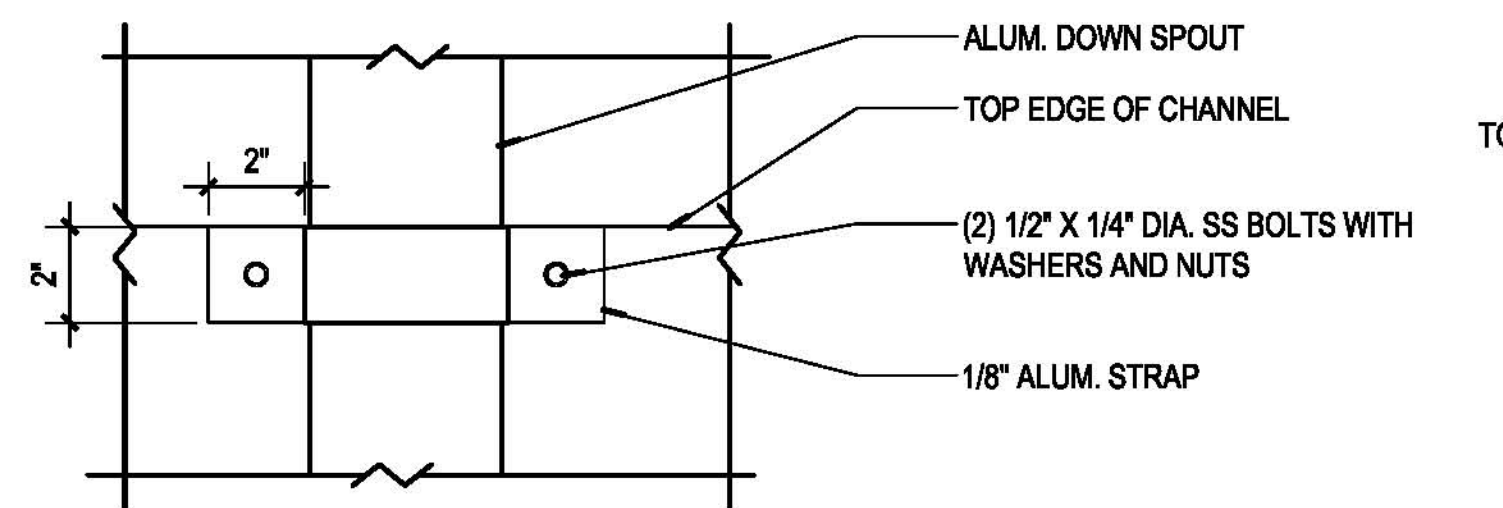 ALUM. DOWN SPOUT
TOP EDGE OF CHANNEL
2"
(2) 1/2" X 1/4" DIA. SS BOLTS WITH
WASHERS AND NUTS
2"
1/8" ALUM. STRAP